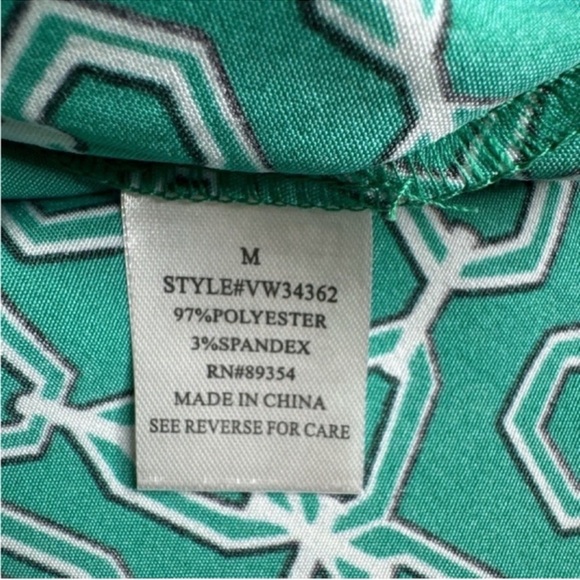 M
STYLE#VW34362
97%POLYESTER
3%SPANDEX
RN#89354
MADE IN CHINA
SEE REVERSE FOR CARE